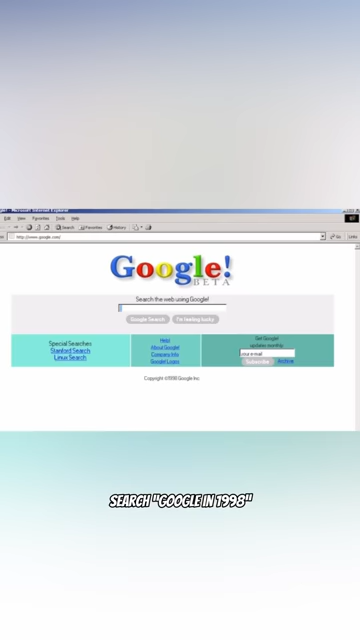 Microsoft Internet Explorer
Edit View Favorites Tools Help
Search Favorites History
http://www.google.com/ Go Links
Google!
BETA
Search the web using Google!
Google Search I'm feeling lucky
Special Searches
Stanford Search
Linux Search
Help!
About Google!
Company Info
Google! Logos
Get Google!
updates monthly
your e-mail
Subscribe Archive
Copyright ©1998 Google Inc.
SEARCH "GOOGLE IN 1998"